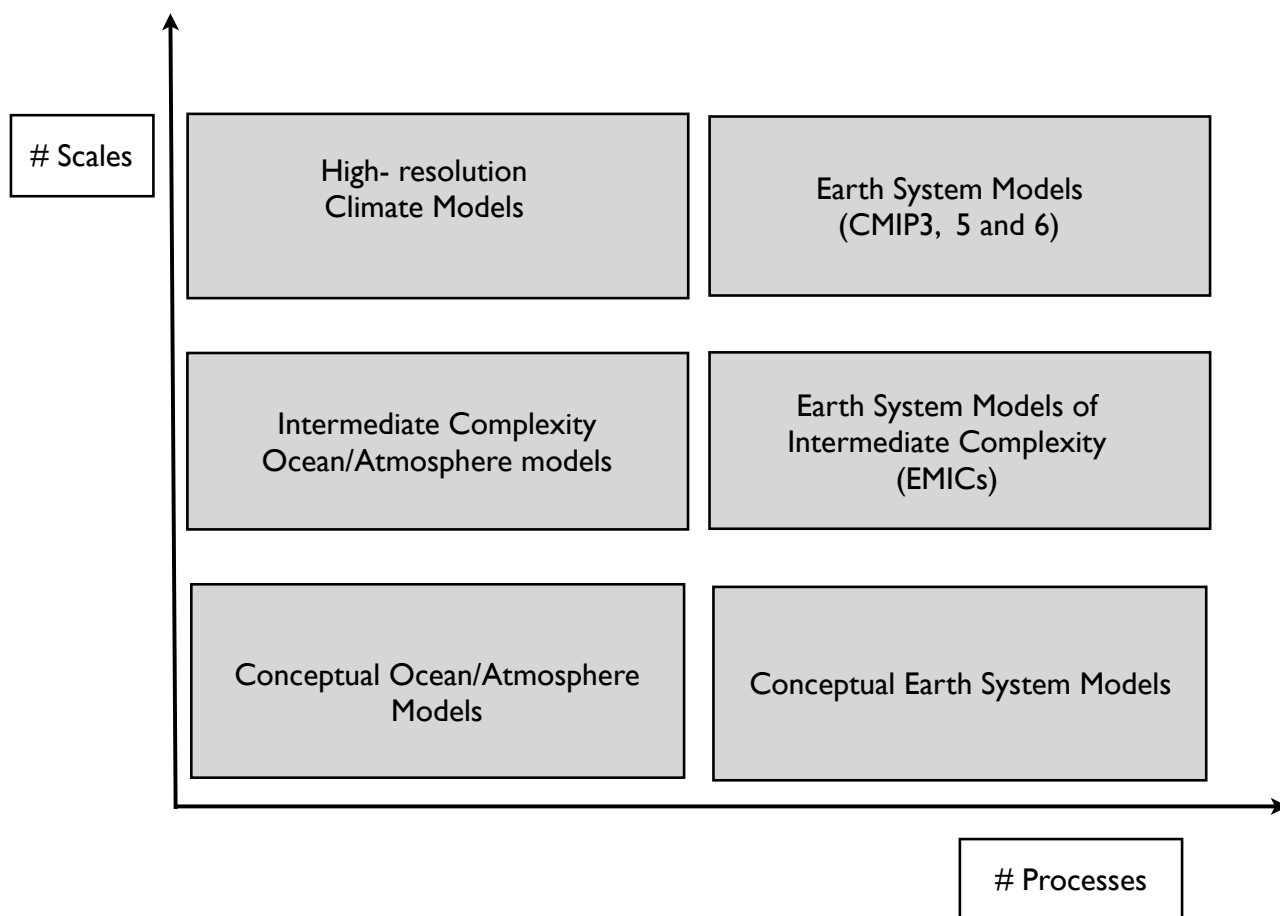 # Scales
High- resolution
Climate Models
Earth System Models
(CMIP3, 5 and 6)
Intermediate Complexity
Ocean/Atmosphere models
Earth System Models of
Intermediate Complexity
(EMICs)
Conceptual Ocean/Atmosphere
Models
Conceptual Earth System Models
# Processes